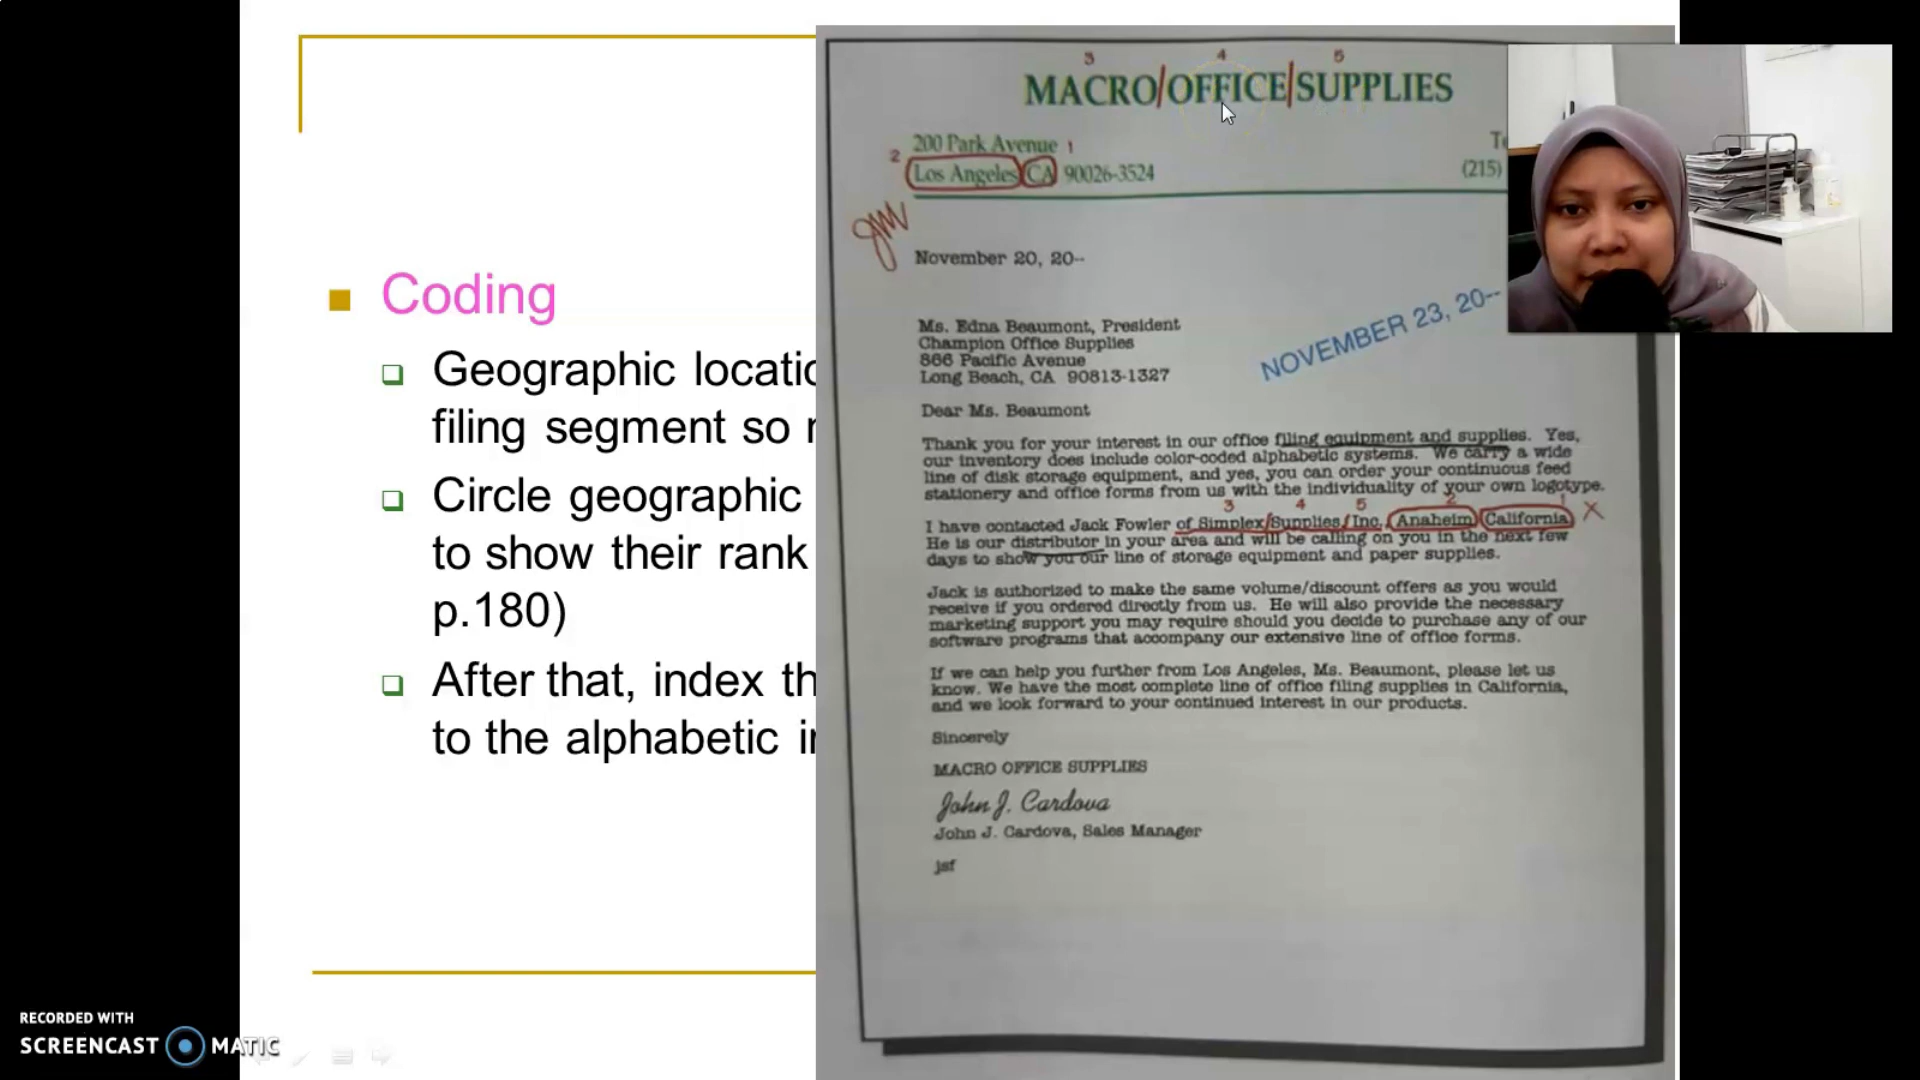 Coding
Geographic
filing segment so
Circle geographic
to show their rank
p.180)
After that, index
to the alphabetic
3 4 5
MACRO/OFFICE/SUPPLIES
200 Park Avenue 1
2 Los Angeles CA 90026-3524
(215)
JM
November 20, 20--
NOVEMBER 23, 20--
Ms. Edna Beaumont, President
Champion Office Supplies
866 Pacific Avenue
Long Beach, CA 90813-1327
Dear Ms. Beaumont
Thank you for your interest in our office filing equipment and supplies. Yes,
our inventory does include color-coded alphabetic systems. We carry a wide
line of disk storage equipment, and yes, you can order your continuous feed
stationery and office forms from us with the individuality of your own logotype.
3 4 5 2 1
I have contacted Jack Fowler of Simplex/Supplies/Inc., Anaheim California X
He is our distributor in your area and will be calling on you in the next few
days to show you our line of storage equipment and paper supplies.
Jack is authorized to make the same volume/discount offers as you would
receive if you ordered directly from us. He will also provide the necessary
marketing support you may require should you decide to purchase any of our
software programs that accompany our extensive line of office forms.
If we can help you further from Los Angeles, Ms. Beaumont, please let us
know. We have the most complete line of office filing supplies in California,
and we look forward to your continued interest in our products.
Sincerely
MACRO OFFICE SUPPLIES
John J. Cardova
John J. Cardova, Sales Manager
jsf
RECORDED WITH
SCREENCAST MATIC